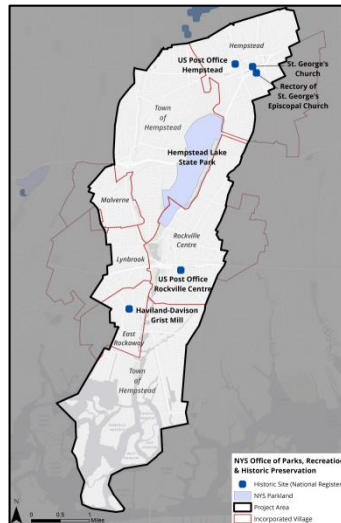 Hempstead
US Post Office
Hempstead
St. George's
Church
Rectory of
St. George's
Episcopal Church
Town
of
Hempstead
Hempstead Lake
State Park
Malverne
Rockville
Centre
Lynbrook
US Post Office
Rockville Centre
Haviland-Davison
Grist Mill
East
Rockaway
Town
of
Hempstead
N
0 0.5 1
Miles
NYS Office of Parks, Recreation
& Historic Preservation
Historic Site (National Register
NYS Parkland
Project Area
Incorporated Village